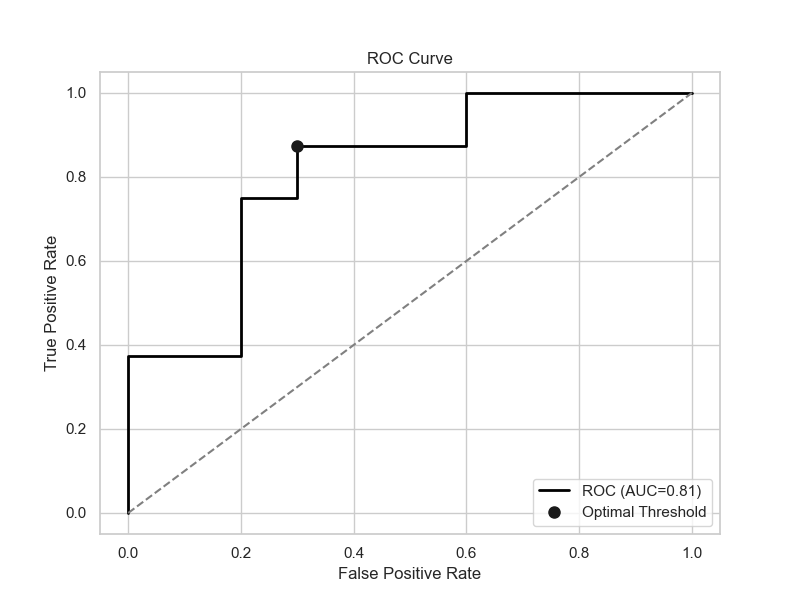 ROC Curve
True Positive Rate
1.0
0.8
0.6
0.4
0.2
0.0
ROC (AUC=0.81)
Optimal Threshold
0.0 0.2 0.4 0.6 0.8 1.0
False Positive Rate